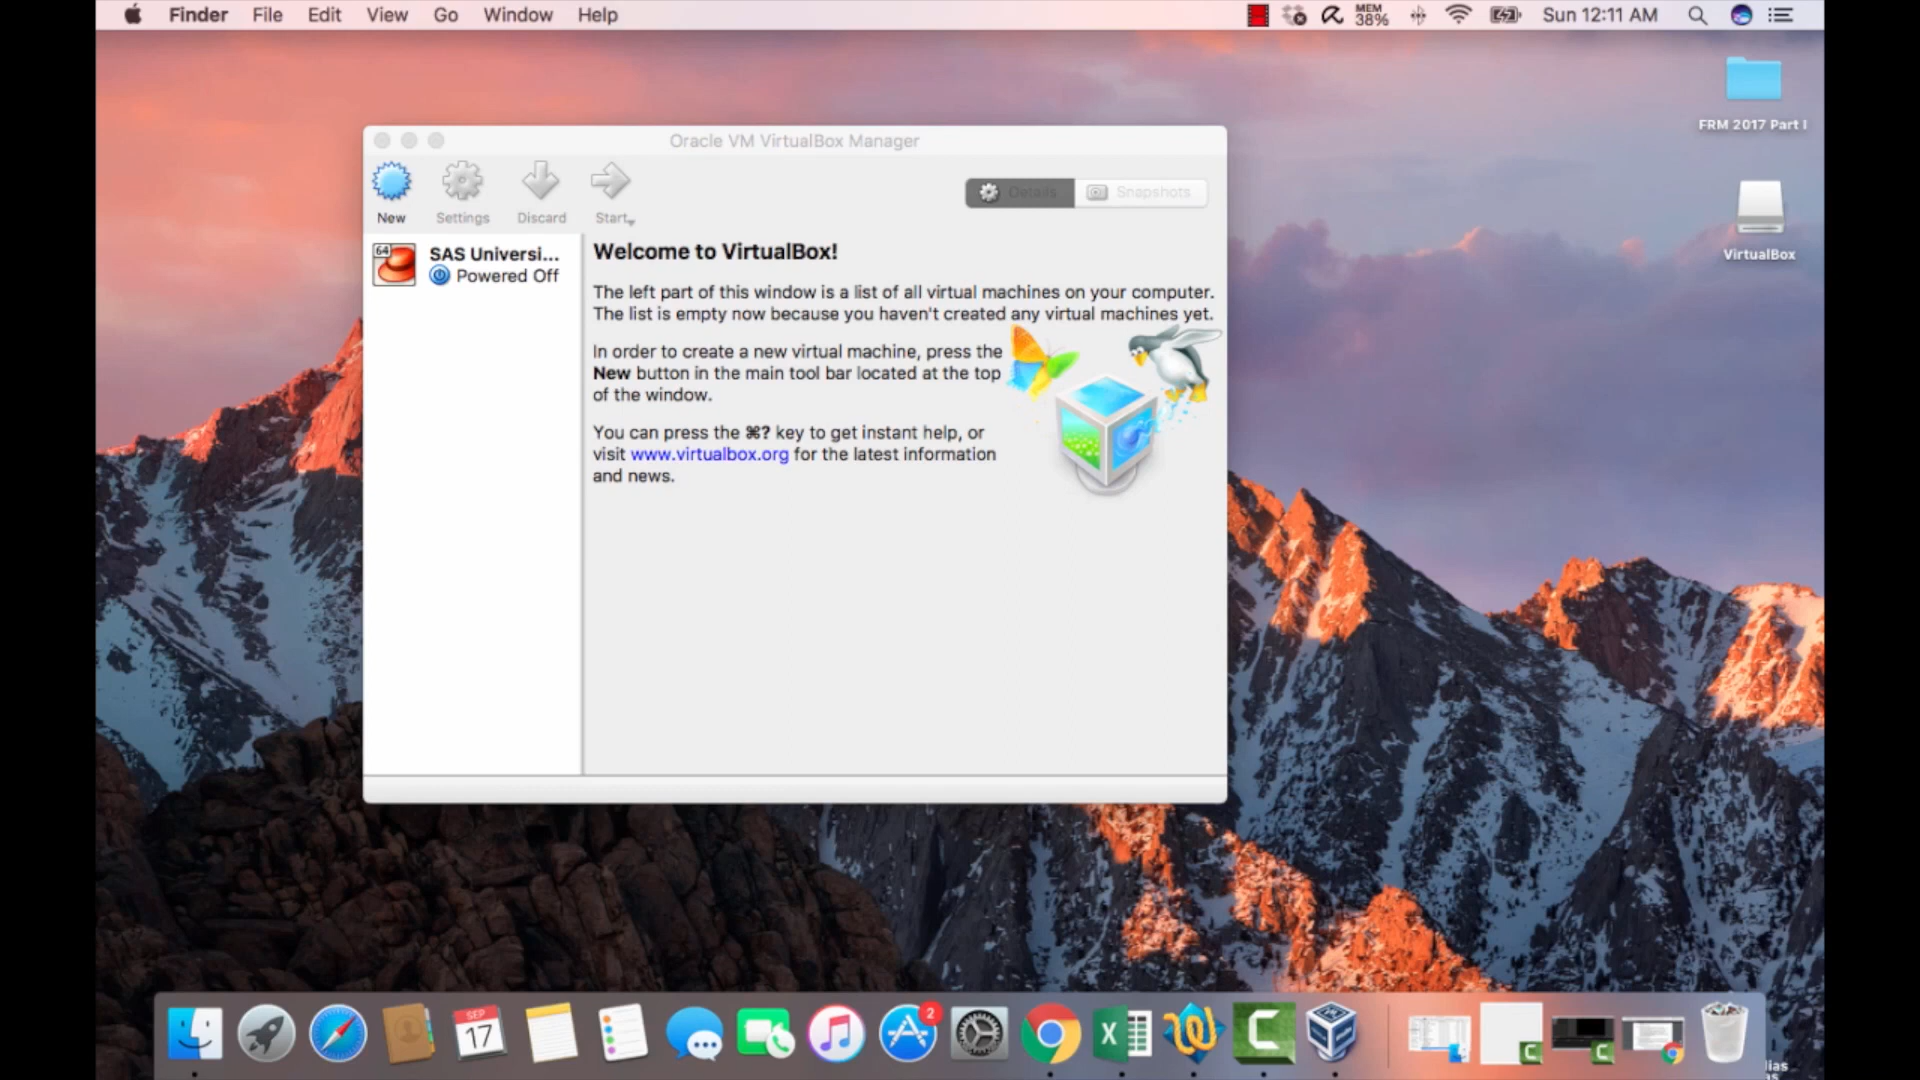 Finder File Edit View Go Window Help
MEM
38%
Sun 12:11 AM
FRM 2017 Part I
VirtualBox
Oracle VM VirtualBox Manager
New Settings Discard Start
Details Snapshots
64
SAS Universi...
Powered Off
Welcome to VirtualBox!
The left part of this window is a list of all virtual machines on your computer.
The list is empty now because you haven't created any virtual machines yet.
In order to create a new virtual machine, press the
New button in the main tool bar located at the top
of the window.
You can press the ⌘? key to get instant help, or
visit www.virtualbox.org for the latest information
and news.
SEP
17
2